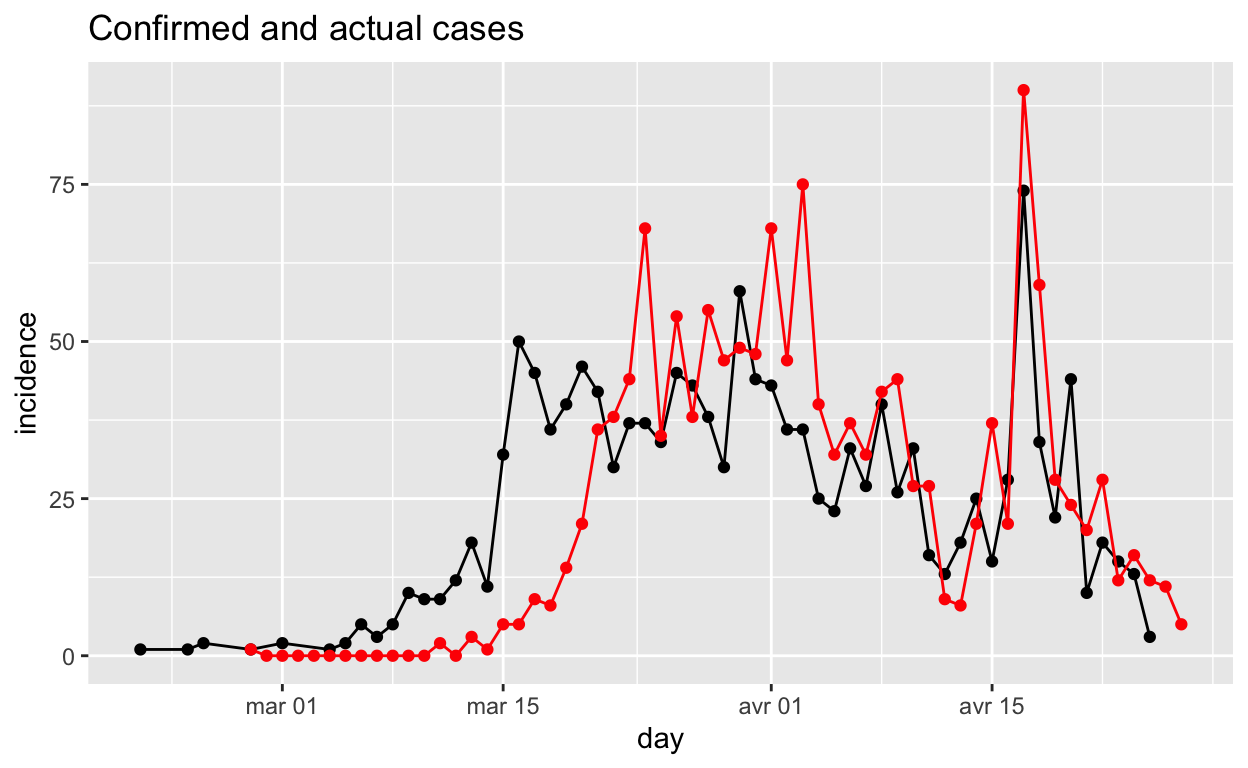 Confirmed and actual cases
incidence
75
50
25
0
mar 01
mar 15
avr 01
avr 15
day